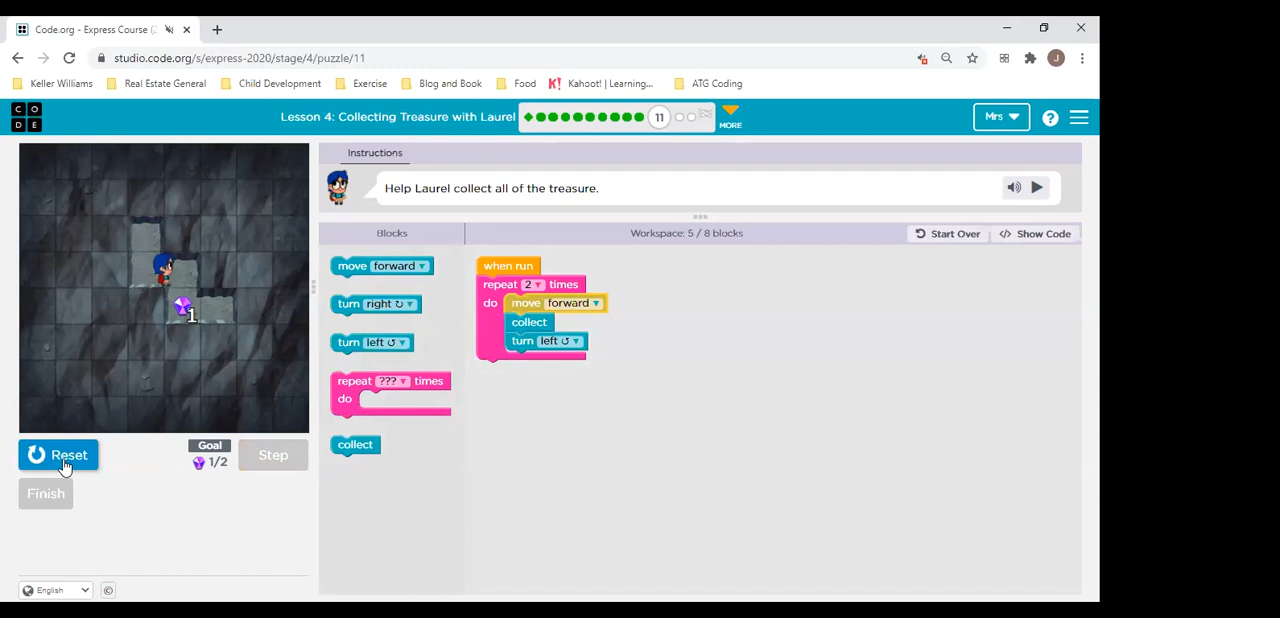 Code.org - Express Course (2
studio.code.org/s/express-2020/stage/4/puzzle/11
J
Keller Williams Real Estate General Child Development Exercise Blog and Book Food K! Kahoot! | Learning... ATG Coding
C O
D E
Lesson 4: Collecting Treasure with Laurel 11 MORE Mrs ?
Instructions
Help Laurel collect all of the treasure.
Blocks Workspace: 5 / 8 blocks Start Over </> Show Code
move forward
turn right ↻
turn left ↺
repeat ??? times
do
collect
when run
repeat 2 times
do move forward
collect
turn left ↺
1
Reset Goal Step
1/2
Finish
English ©